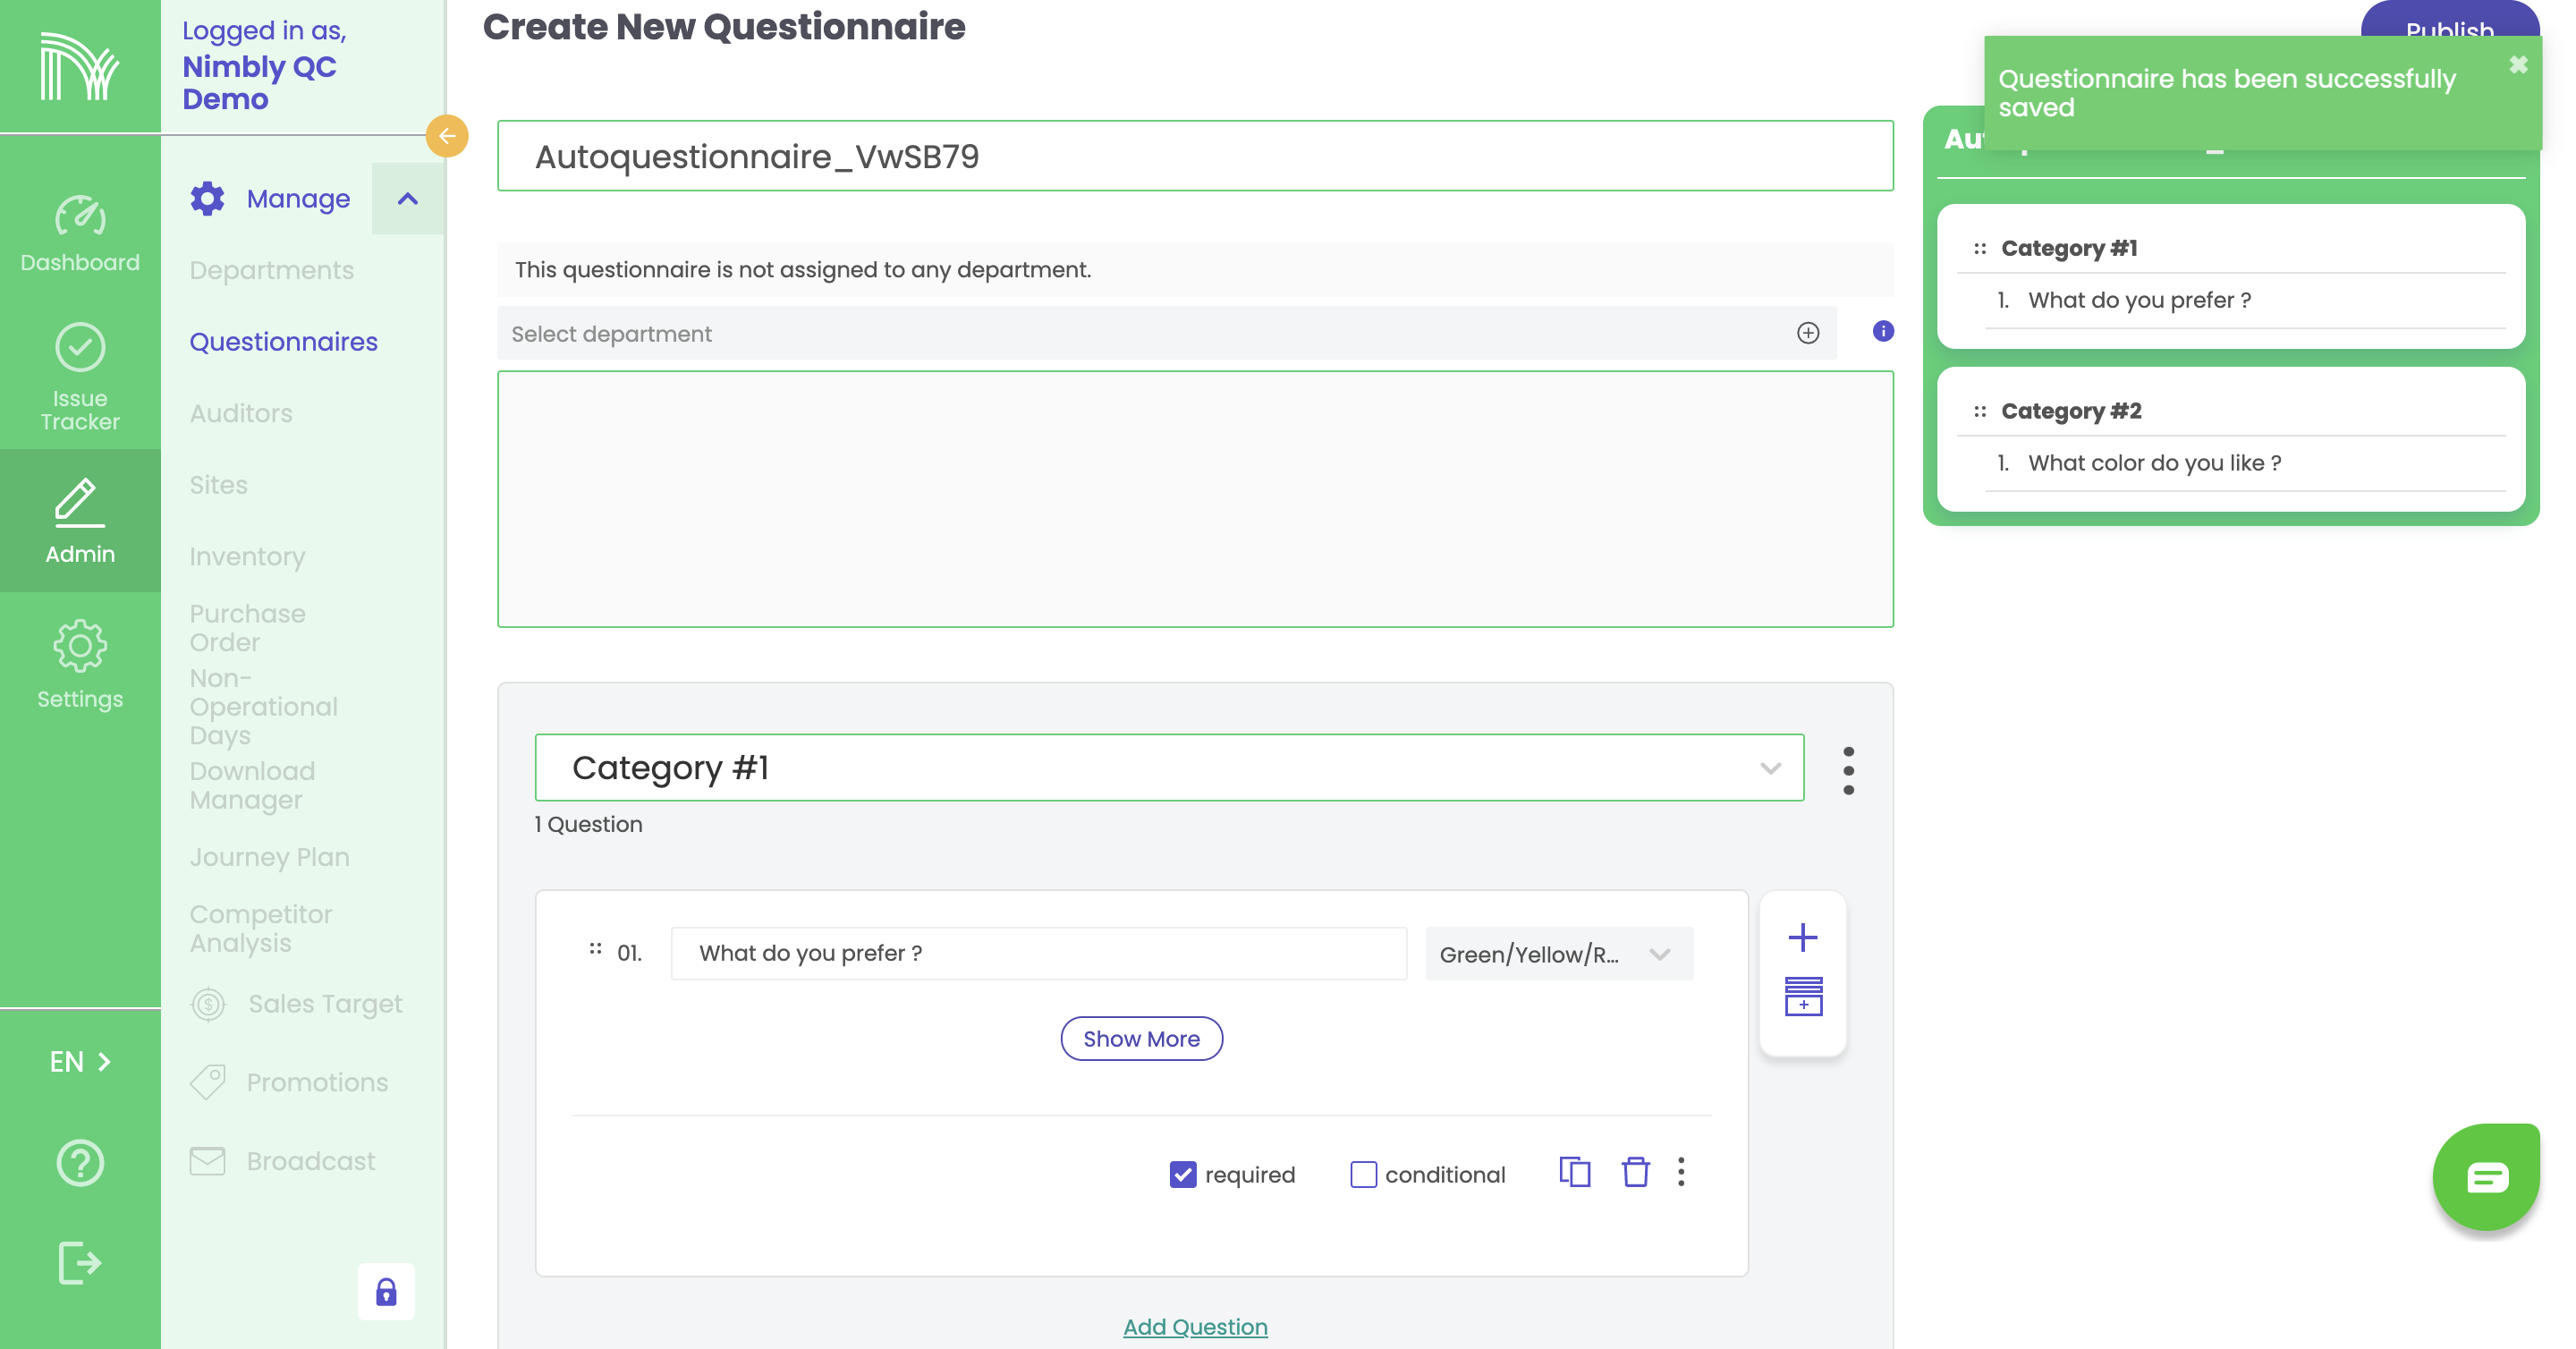 Logged in as,
Nimbly QC
Demo
Dashboard
Issue
Tracker
Admin
Settings
EN
Manage
Departments
Questionnaires
Auditors
Sites
Inventory
Purchase
Order
Non-
Operational
Days
Download
Manager
Journey Plan
Competitor
Analysis
Sales Target
Promotions
Broadcast
Create New Questionnaire
Publish
Autoquestionnaire_VwSB79
This questionnaire is not assigned to any department.
Select department
Category #1
1 Question
01. What do you prefer ? Green/Yellow/R...
Show More
required conditional
Add Question
Questionnaire has been successfully
saved
Category #1
1. What do you prefer ?
Category #2
1. What color do you like ?